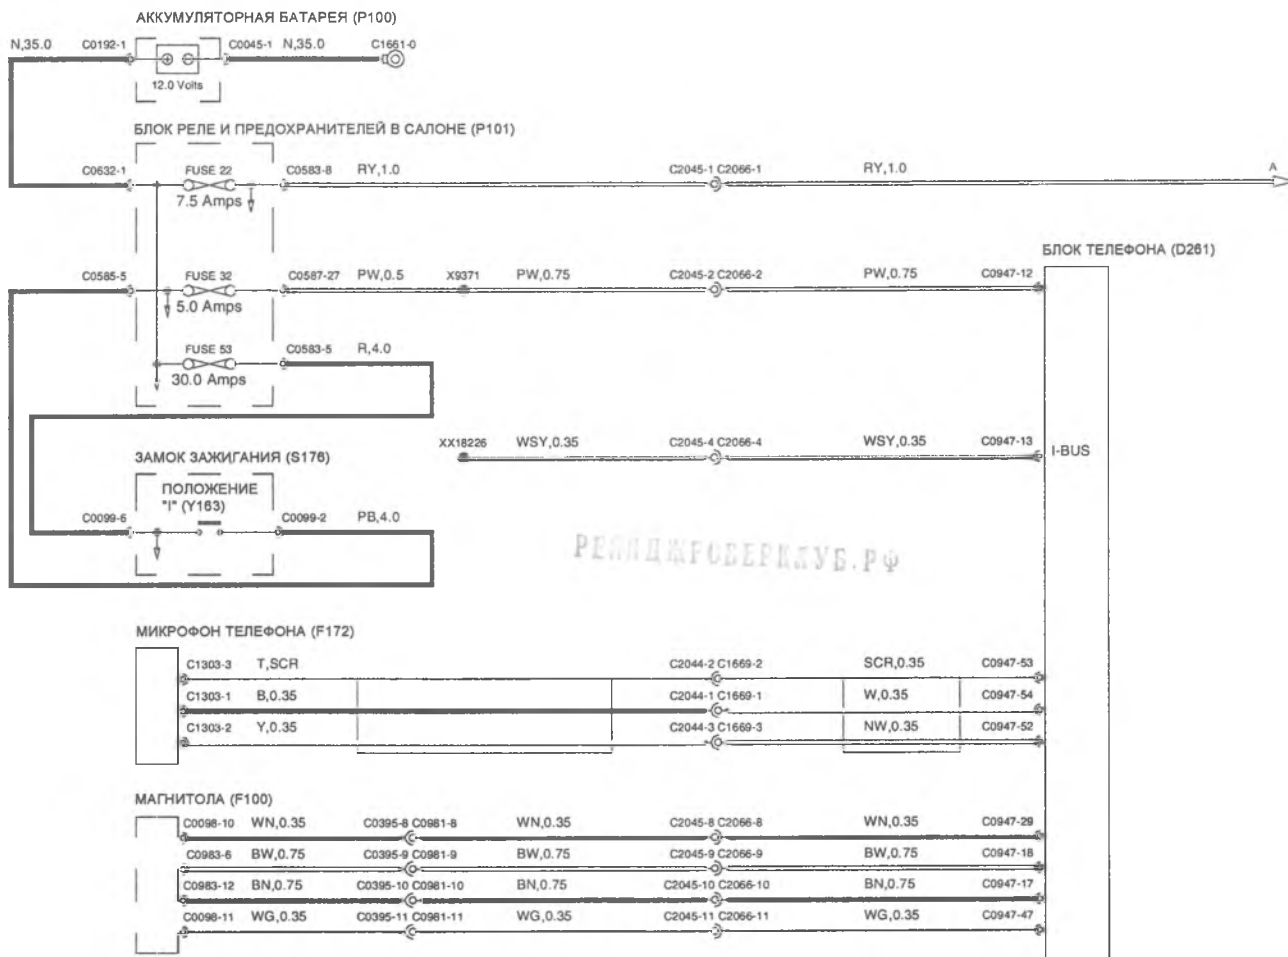 АККУМУЛЯТОРНАЯ БАТАРЕЯ (P100)
N,35.0 C0192-1 C0045-1 N,35.0 C1661-0
12.0 Volts
БЛОК РЕЛЕ И ПРЕДОХРАНИТЕЛЕЙ В САЛОНЕ (P101)
C0632-1 FUSE 22 C0583-8 RY,1.0 C2045-1 C2066-1 RY,1.0 A
7.5 Amps
БЛОК ТЕЛЕФОНА (D261)
C0585-5 FUSE 32 C0587-27 PW,0.5 X9371 PW,0.75 C2045-2 C2066-2 PW,0.75 C0947-12
5.0 Amps
FUSE 53 C0583-5 R,4.0
30.0 Amps
XX18226 WSY,0.35 C2045-4 C2066-4 WSY,0.35 C0947-13
I-BUS
ЗАМОК ЗАЖИГАНИЯ (S176)
ПОЛОЖЕНИЕ
"I" (Y163)
C0099-6 C0099-2 PB,4.0
РЕЙНДЖРОВЕРКЛУБ.РФ
МИКРОФОН ТЕЛЕФОНА (F172)
C1303-3 T,SCR C2044-2 C1669-2 SCR,0.35 C0947-53
C1303-1 B,0.35 C2044-1 C1669-1 W,0.35 C0947-54
C1303-2 Y,0.35 C2044-3 C1669-3 NW,0.35 C0947-52
МАГНИТОЛА (F100)
C0098-10 WN,0.35 C0395-8 C0981-8 WN,0.35 C2045-8 C2066-8 WN,0.35 C0947-29
C0983-6 BW,0.75 C0395-9 C0981-9 BW,0.75 C2045-9 C2066-9 BW,0.75 C0947-18
C0983-12 BN,0.75 C0395-10 C0981-10 BN,0.75 C2045-10 C2066-10 BN,0.75 C0947-17
C0098-11 WG,0.35 C0395-11 C0981-11 WG,0.35 C2045-11 C2066-11 WG,0.35 C0947-47